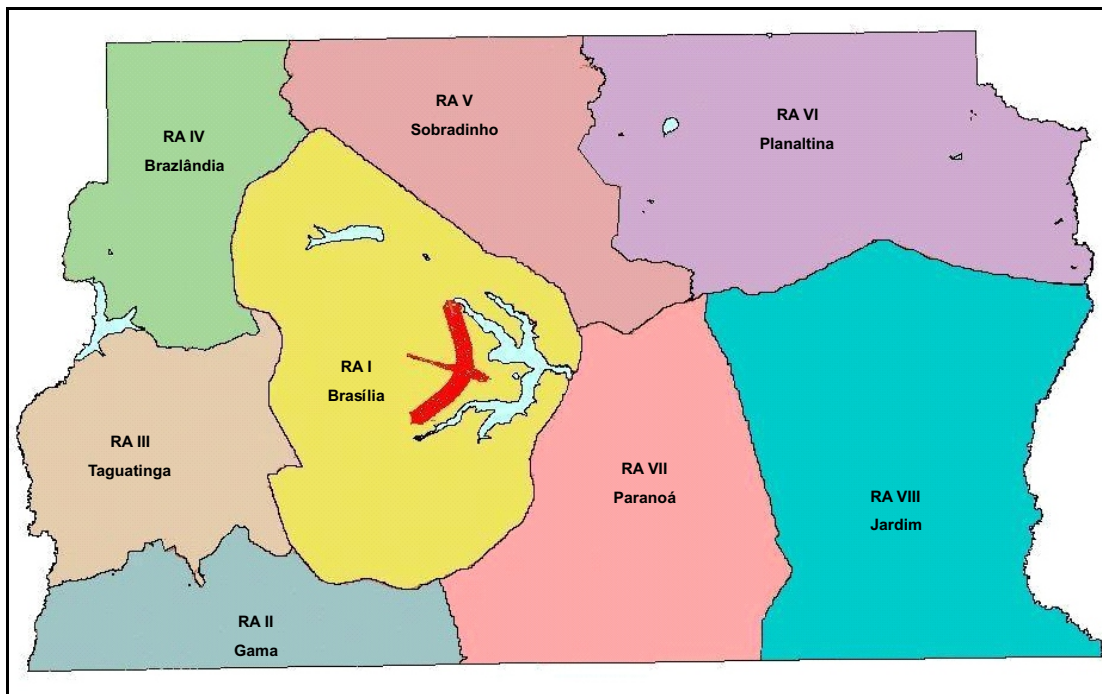 RA V
Sobradinho
RA VI
Planaltina
RA IV
Brazlândia
RA I
Brasília
RA III
Taguatinga
RA VII
Paranoá
RA VIII
Jardim
RA II
Gama